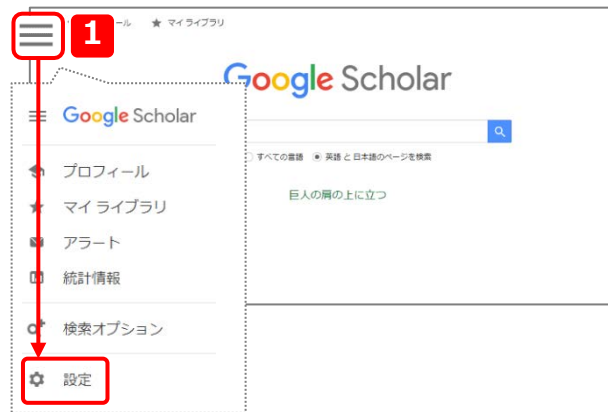 ール ★ マイライブラリ
1
Google Scholar
Google Scholar
すべての言語 英語 と 日本語のページを検索
プロフィール
巨人の肩の上に立つ
マイ ライブラリ
アラート
統計情報
検索オプション
設定